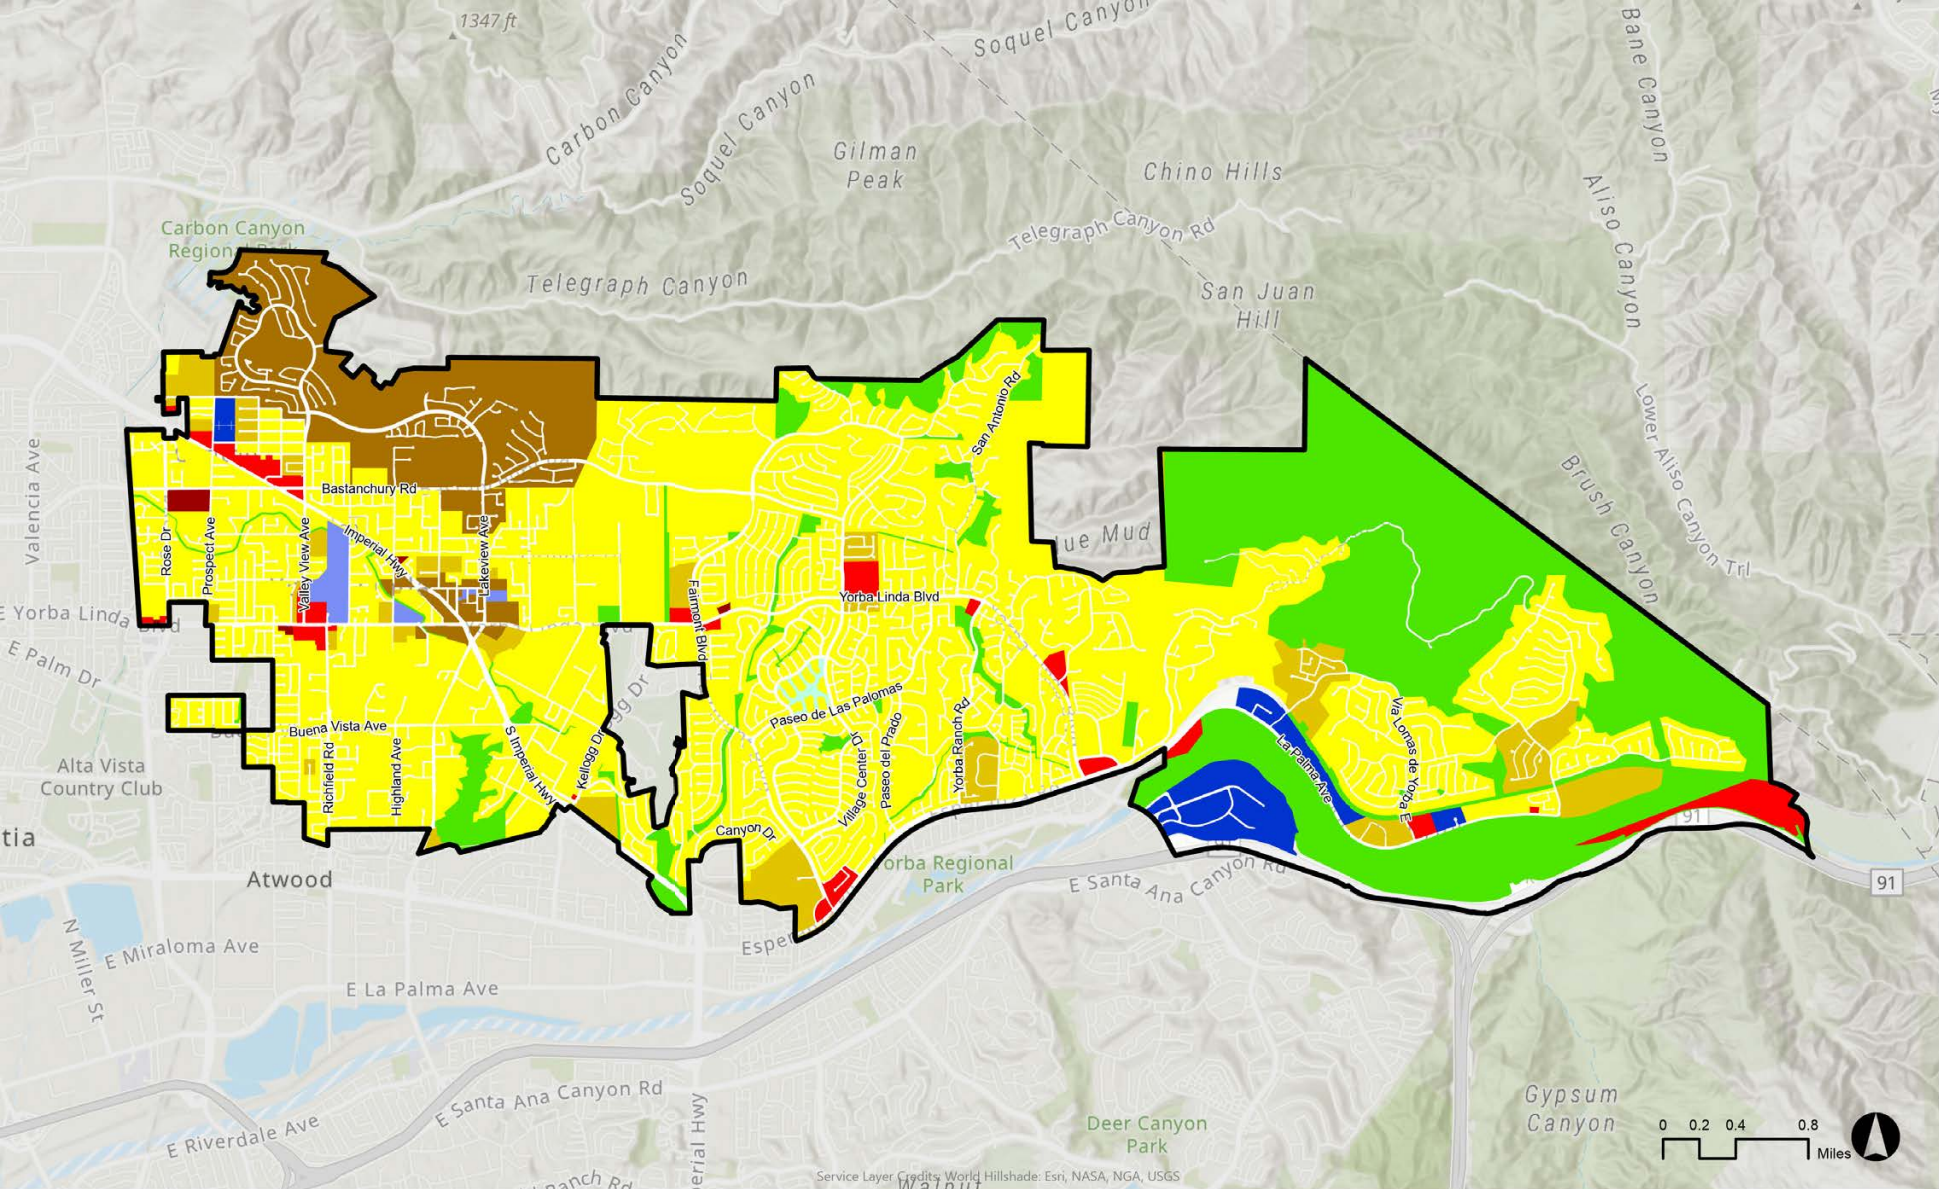 1347 ft
Soquel Canyon
Bane Canyon
Carbon Canyon
Soquel Canyon
Gilman
Peak
Chino Hills
Aliso Canyon
Carbon Canyon
Regional Park
Telegraph Canyon Rd
Telegraph Canyon
San Juan
Hill
San Antonio Rd
Lower Aliso Canyon Trl
Valencia Ave
Brush Canyon
Bastanchury Rd
Rose Dr
Prospect Ave
Valley View Ave
Imperial Hwy
Lakeview Ave
lue Mud
Fairmont Blvd
Yorba Linda Blvd
E Yorba Linda Blvd
E Palm Dr
Paseo de Las Palomas
Buena Vista Ave
S Imperial Hwy
Kellogg Dr
gg Dr
Richfield Rd
Highland Ave
Village Center Dr
Paseo del Prado
Yorba Ranch Rd
La Palma Ave
Via Lomas de Yorba E
Alta Vista
Country Club
tia
Canyon Dr
91
91
Atwood
orba Regional
Park
E Santa Ana Canyon Rd
Esper
N Miller St
E Miraloma Ave
E La Palma Ave
E Santa Ana Canyon Rd
E Riverdale Ave
erial Hwy
Deer Canyon
Park
Gypsum
Canyon
0 0.2 0.4 0.8
Miles
Service Layer Credits: World Hillshade: Esri, NASA, NGA, USGS
anch Rd
Walnut